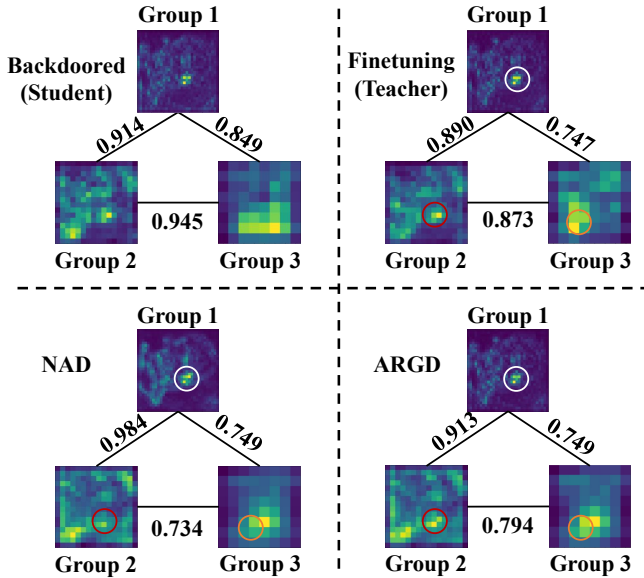 Group 1
Backdoored
(Student)
0.914
0.849
0.945
Group 2
Group 3
Group 1
Finetuning
(Teacher)
0.890
0.747
0.873
Group 2
Group 3
Group 1
NAD
0.984
0.749
0.734
Group 2
Group 3
Group 1
ARGD
0.913
0.749
0.794
Group 2
Group 3